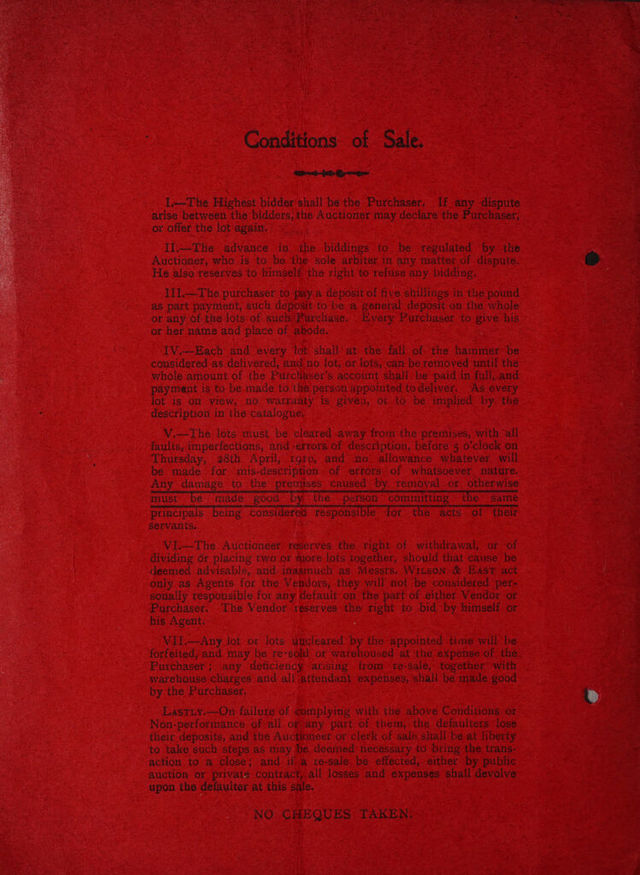 Conditions of Sale.
I.—The Highest bidder shall be the Purchaser. If any dispute
arise between the bidders, the Auctioner may declare the Purchaser,
or offer the lot again.
II.—The advance in the biddings to be regulated by the
Auctioner, who is to be the sole arbiter in any matter of dispute.
He also reserves to himself the right to refuse any bidding.
III.—The purchaser to pay a deposit of five shillings in the pound
as part payment, such deposit to be a general deposit on the whole
or any of the lots of such Purchase. Every Purchaser to give his
or her name and place of abode.
IV.—Each and every lot shall at the fall of the hammer be
considered as delivered, and no lot, or lots, can be removed until the
whole amount of the Purchaser's account shall be paid in full, and
payment is to be made to the person appointed to deliver. As every
lot is on view, no warranty is given, or to be implied by the
description in the catalogue.
V.—The lots must be cleared away from the premises, with all
faults, imperfections, and errors of description, before 5 o'clock on
Thursday, 28th April, 1910, and no allowance whatever will
be made for mis-description of errors of whatsoever nature.
Any damage to the premises caused by removal or otherwise
must be made good by the person committing the same
principals being considered responsible for the acts of their
servants.
VI.—The Auctioneer reserves the right of withdrawal, or of
dividing or placing two or more lots together, should that cause be
deemed advisable, and inasmuch as Messrs. WILSON & EAST act
only as Agents for the Vendors, they will not be considered per-
sonally responsible for any default on the part of either Vendor or
Purchaser. The Vendor reserves the right to bid by himself or
his Agent.
VII.—Any lot or lots uncleared by the appointed time will be
forfeited, and may be re-sold or warehoused at the expense of the
Purchaser; any deficiency arising from re-sale, together with
warehouse charges and all attendant expenses, shall be made good
by the Purchaser.
LASTLY.—On failure of complying with the above Conditions or
Non-performance of all or any part of them, the defaulters lose
their deposits, and the Auctioneer or clerk of sale shall be at liberty
to take such steps as may be deemed necessary to bring the trans-
action to a close; and if a re-sale be effected, either by public
auction or private contract, all losses and expenses shall devolve
upon the defaulter at this sale.
NO CHEQUES TAKEN.